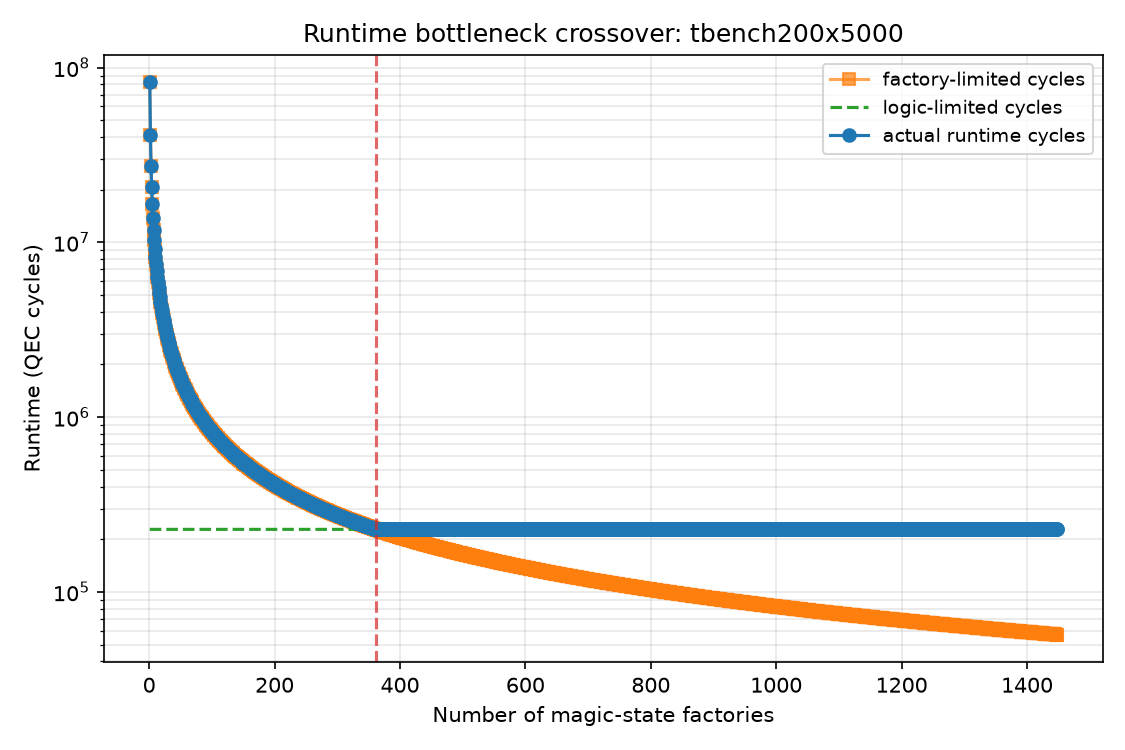 Runtime bottleneck crossover: tbench200x5000
factory-limited cycles
logic-limited cycles
actual runtime cycles
Runtime (QEC cycles)
10^8
10^7
10^6
10^5
0 200 400 600 800 1000 1200 1400
Number of magic-state factories